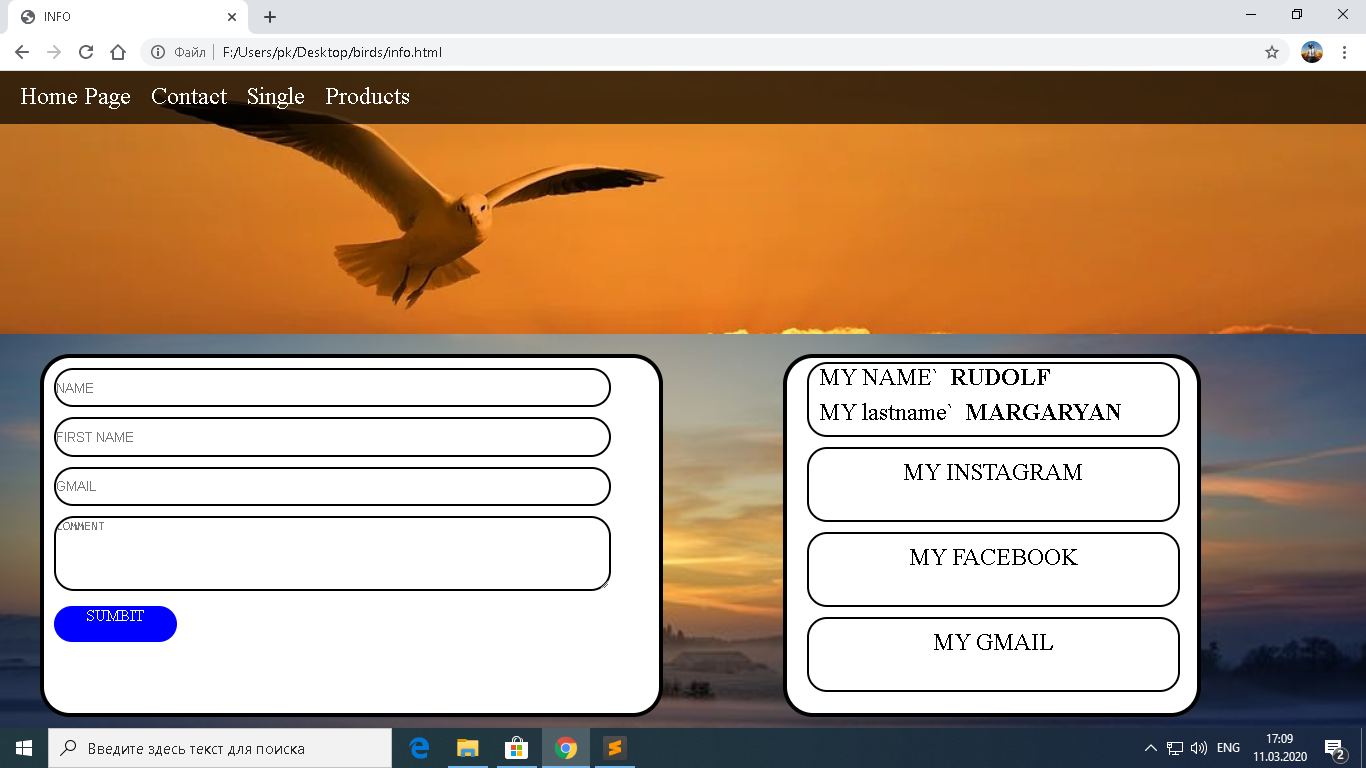 INFO
Файл F:/Users/pk/Desktop/birds/info.html
Home Page Contact Single Products
NAME
FIRST NAME
GMAIL
COMMENT
SUMBIT
MY NAME` RUDOLF
MY lastname` MARGARYAN
MY INSTAGRAM
MY FACEBOOK
MY GMAIL
Введите здесь текст для поиска
ENG
17:09
11.03.2020
2